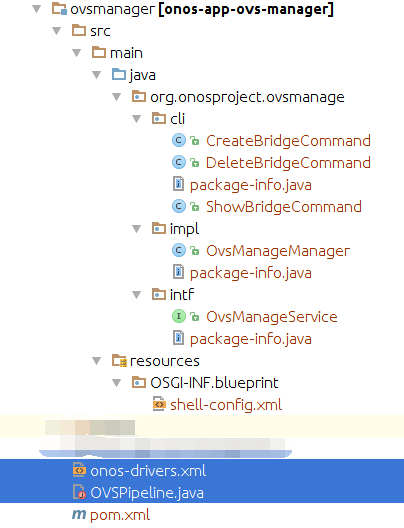 ovsmanager [onos-app-ovs-manager]
src
main
java
org.onosproject.ovsmanage
cli
CreateBridgeCommand
DeleteBridgeCommand
package-info.java
ShowBridgeCommand
impl
OvsManageManager
package-info.java
intf
OvsManageService
package-info.java
resources
OSGI-INF.blueprint
shell-config.xml
onos-drivers.xml
OVSPipeline.java
pom.xml